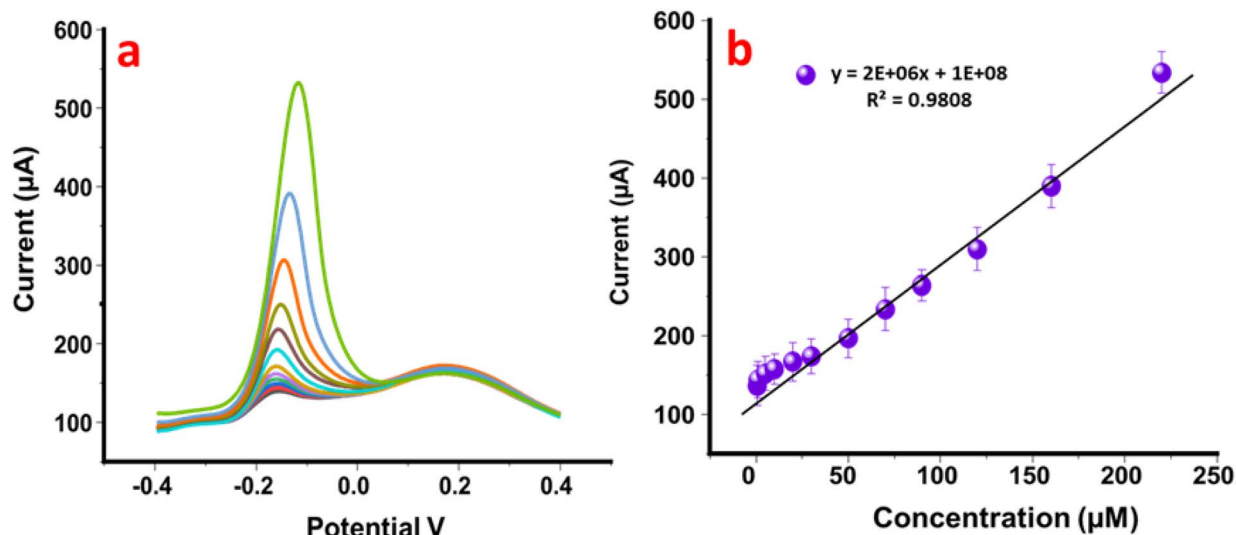 a
600
500
400
300
200
100
Current (µA)
-0.4
-0.2
0.0
0.2
0.4
Potential V
b
y = 2E+06x + 1E+08
R² = 0.9808
600
500
400
300
200
100
Current (µA)
0
50
100
150
200
250
Concentration (µM)